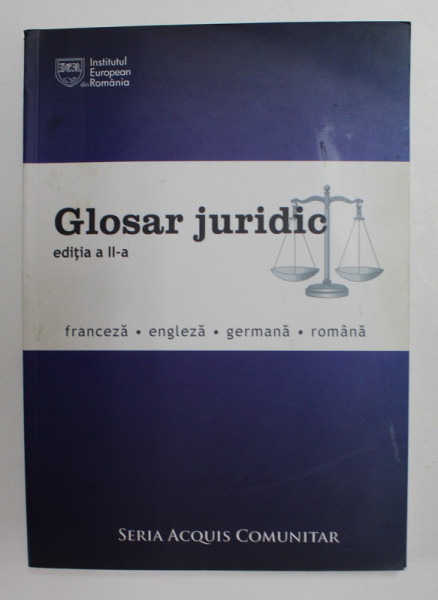 Institutul
European
din România
Glosar juridic
ediția a II-a
franceză • engleză • germană • română
SERIA ACQUIS COMUNITAR